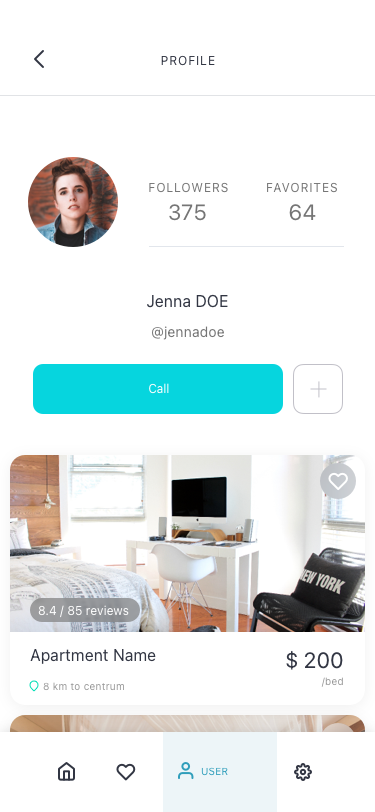 PROFILE
FOLLOWERS FAVORITES
375 64
Jenna DOE
@jennadoe
Call
NEW YORK
8.4 / 85 reviews
Apartment Name
$ 200
8 km to centrum
/bed
USER